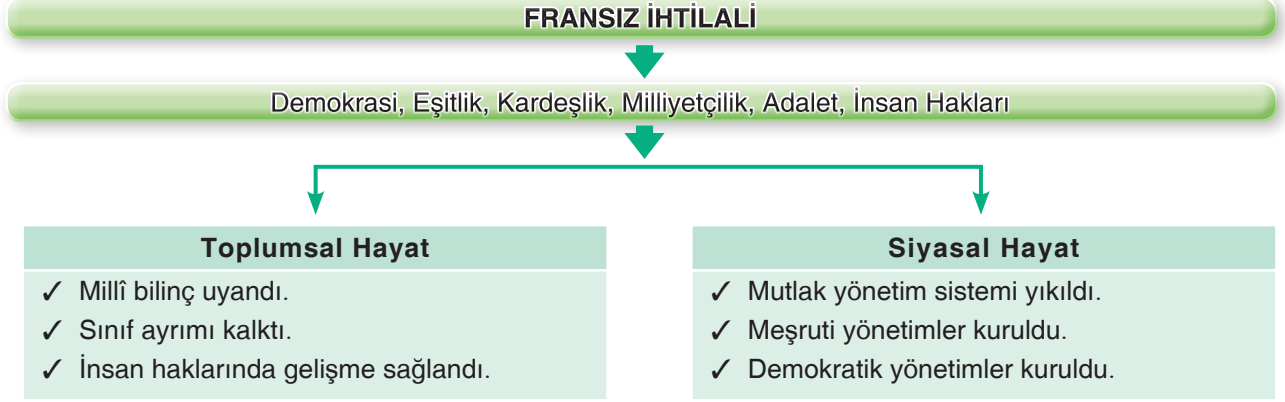 FRANSIZ İHTİLALİ
Demokrasi, Eşitlik, Kardeşlik, Milliyetçilik, Adalet, İnsan Hakları
Toplumsal Hayat
✓ Millî bilinç uyandı.
✓ Sınıf ayrımı kalktı.
✓ İnsan haklarında gelişme sağlandı.
Siyasal Hayat
✓ Mutlak yönetim sistemi yıkıldı.
✓ Meşruti yönetimler kuruldu.
✓ Demokratik yönetimler kuruldu.